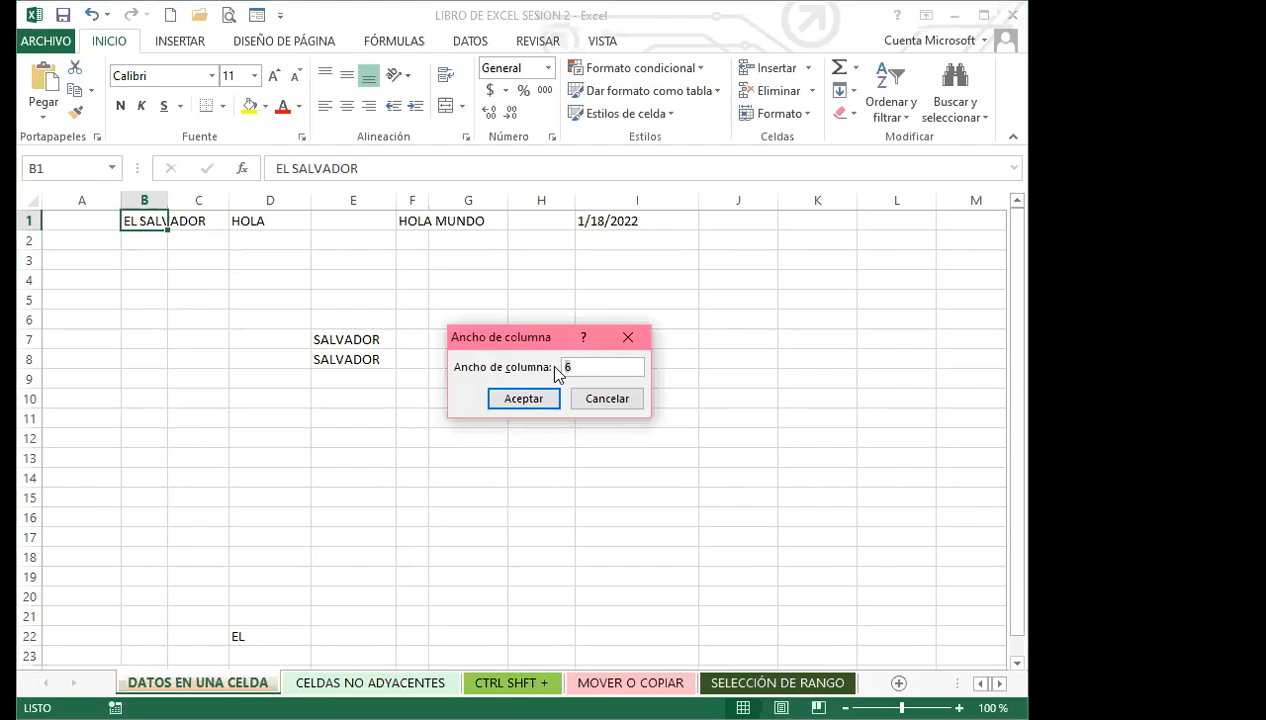 LIBRO DE EXCEL SESION 2 - Excel
ARCHIVO INICIO INSERTAR DISEÑO DE PÁGINA FÓRMULAS DATOS REVISAR VISTA Cuenta Microsoft
Pegar
Calibri 11
N K S
General
$ % 000
Formato condicional
Dar formato como tabla
Estilos de celda
Insertar
Eliminar
Formato
Ordenar y
filtrar
Buscar y
seleccionar
Portapapeles Fuente Alineación Número Estilos Celdas Modificar
B1 fx EL SALVADOR
A B C D E F G H I J K L M
1 EL SALVADOR HOLA HOLA MUNDO 1/18/2022
2
3
4
5
6
7 SALVADOR
8 SALVADOR
9
10
11
12
13
14
15
16
17
18
19
20
21
22 EL
23
Ancho de columna ?
Ancho de columna: 6
Aceptar Cancelar
DATOS EN UNA CELDA CELDAS NO ADYACENTES CTRL SHFT + MOVER O COPIAR SELECCIÓN DE RANGO
LISTO 100 %